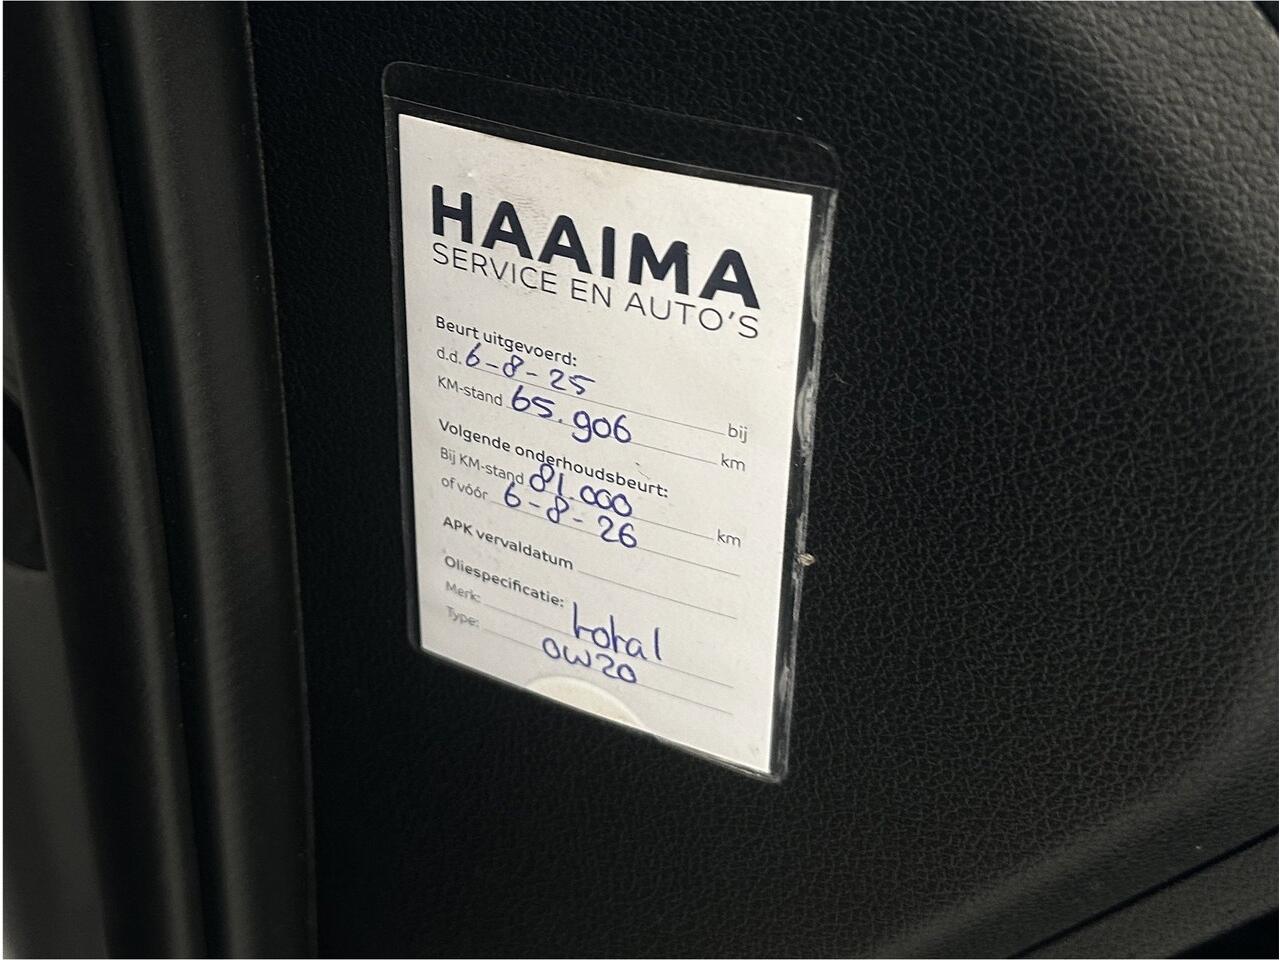 HAAIMA
SERVICE EN AUTO'S
Beurt uitgevoerd:
d.d. 6-8-25 bij
KM-stand 65.906 km
Volgende onderhoudsbeurt:
Bij KM-stand 81.000 km
of vóór 6-8-26
APK vervaldatum
Oliespecificatie:
Merk: total
Type: 0W20